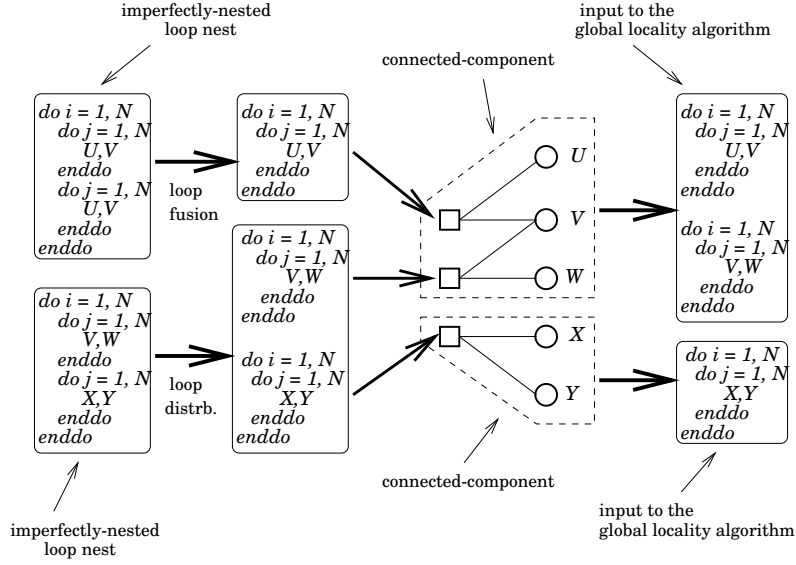 imperfectly-nested
loop nest
input to the
global locality algorithm
connected-component
do i = 1, N
do j = 1, N
U,V
enddo
do j = 1, N
U,V
enddo
enddo
loop
fusion
do i = 1, N
do j = 1, N
U,V
enddo
enddo
U
V
W
do i = 1, N
do j = 1, N
U,V
enddo
enddo
do i = 1, N
do j = 1, N
V,W
enddo
enddo
do i = 1, N
do j = 1, N
V,W
enddo
do j = 1, N
X,Y
enddo
enddo
loop
distrb.
do i = 1, N
do j = 1, N
V,W
enddo
enddo
do i = 1, N
do j = 1, N
X,Y
enddo
enddo
X
Y
do i = 1, N
do j = 1, N
X,Y
enddo
enddo
connected-component
imperfectly-nested
loop nest
input to the
global locality algorithm